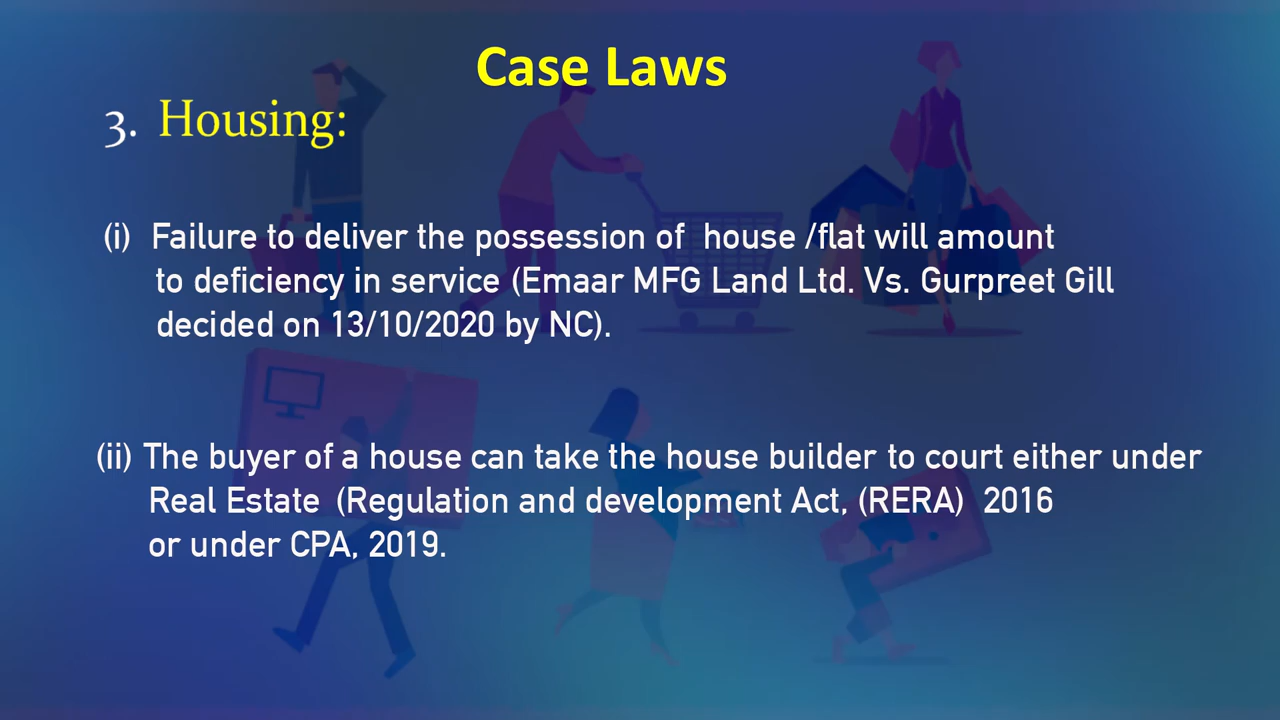 Case Laws
3. Housing:
(i) Failure to deliver the possession of house /flat will amount
to deficiency in service (Emaar MFG Land Ltd. Vs. Gurpreet Gill
decided on 13/10/2020 by NC).
(ii) The buyer of a house can take the house builder to court either under
Real Estate (Regulation and development Act, (RERA) 2016
or under CPA, 2019.